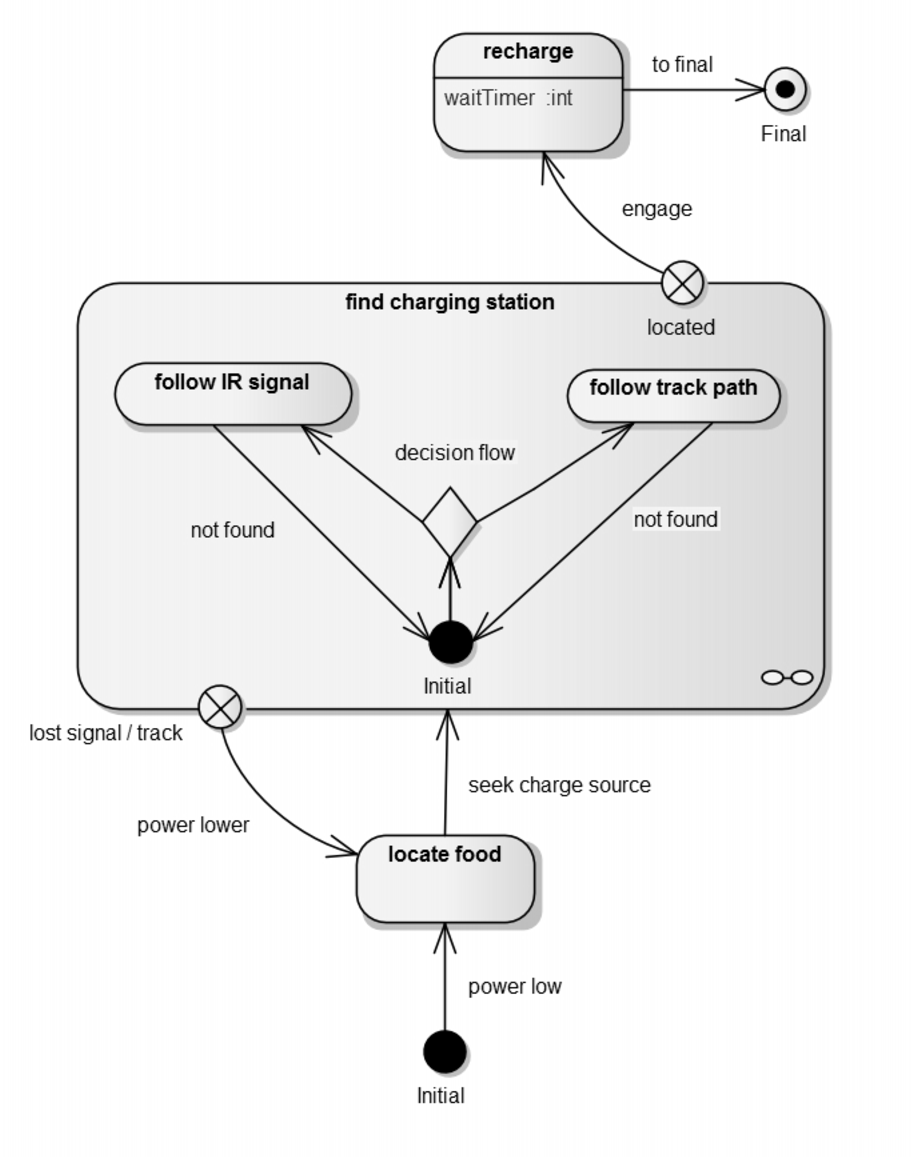 recharge
waitTimer :int
to final
Final
engage
find charging station
located
follow IR signal
follow track path
decision flow
not found
not found
Initial
lost signal / track
seek charge source
power lower
locate food
power low
Initial